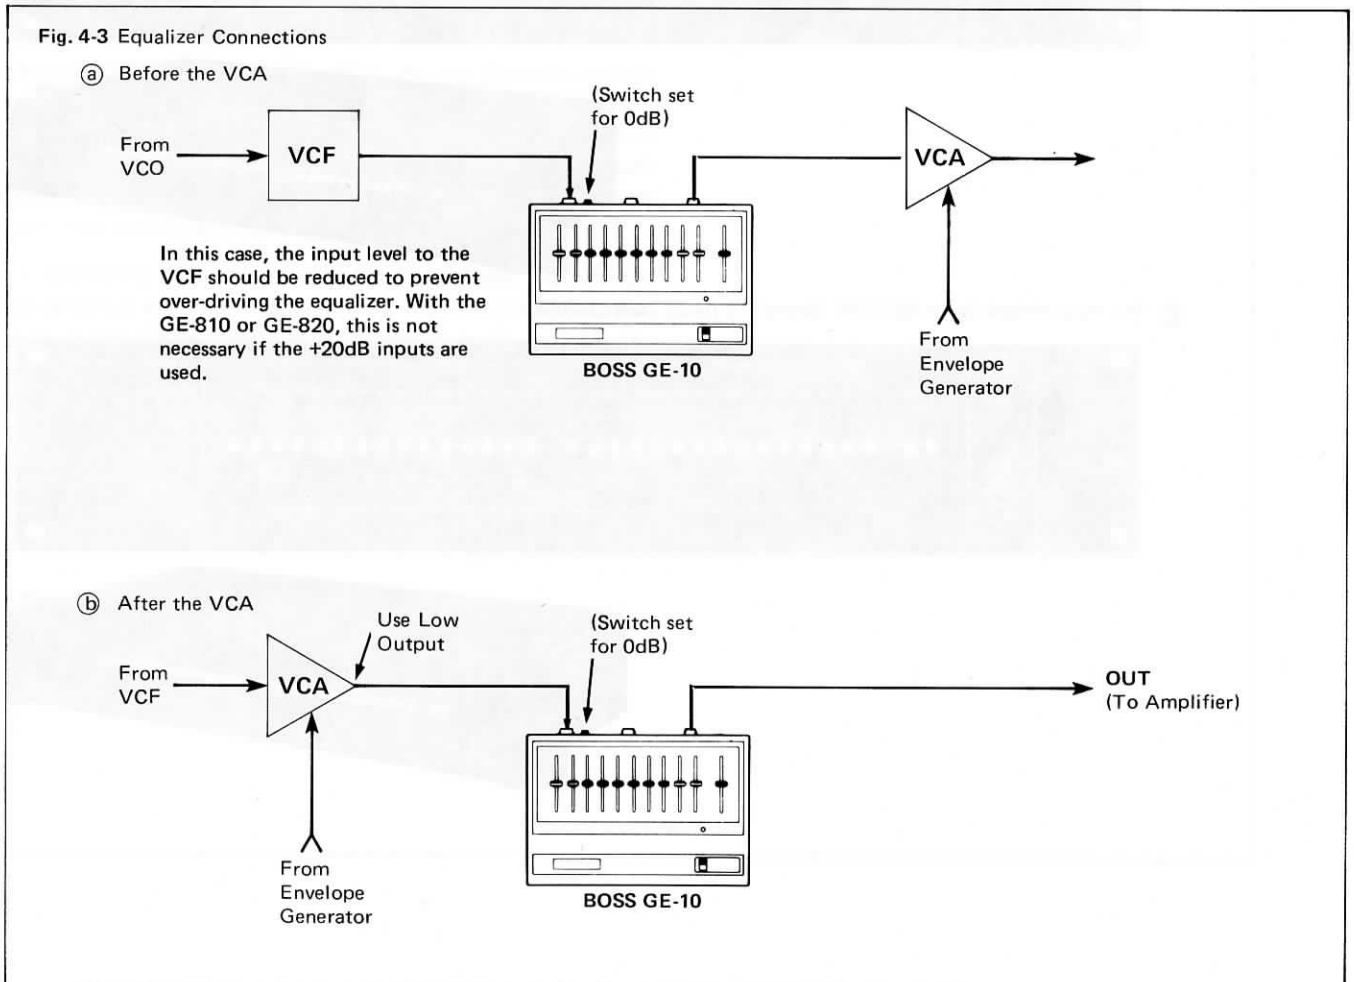 Fig. 4-3 Equalizer Connections
ⓐ Before the VCA
(Switch set
for 0dB)
From
VCO
VCF
VCA
In this case, the input level to the
VCF should be reduced to prevent
over-driving the equalizer. With the
GE-810 or GE-820, this is not
necessary if the +20dB inputs are
used.
BOSS GE-10
From
Envelope
Generator
ⓑ After the VCA
Use Low
Output
(Switch set
for 0dB)
From
VCF
VCA
OUT
(To Amplifier)
From
Envelope
Generator
BOSS GE-10